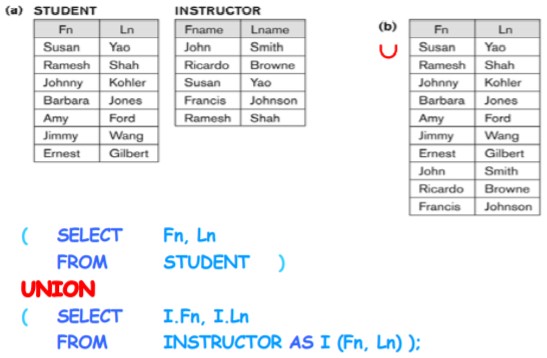 (a) STUDENT
Fn Ln
Susan Yao
Ramesh Shah
Johnny Kohler
Barbara Jones
Amy Ford
Jimmy Wang
Ernest Gilbert
INSTRUCTOR
Fname Lname
John Smith
Ricardo Browne
Susan Yao
Francis Johnson
Ramesh Shah
(b)
∪
Fn Ln
Susan Yao
Ramesh Shah
Johnny Kohler
Barbara Jones
Amy Ford
Jimmy Wang
Ernest Gilbert
John Smith
Ricardo Browne
Francis Johnson
( SELECT Fn, Ln
FROM STUDENT )
UNION
( SELECT I.Fn, I.Ln
FROM INSTRUCTOR AS I (Fn, Ln) );